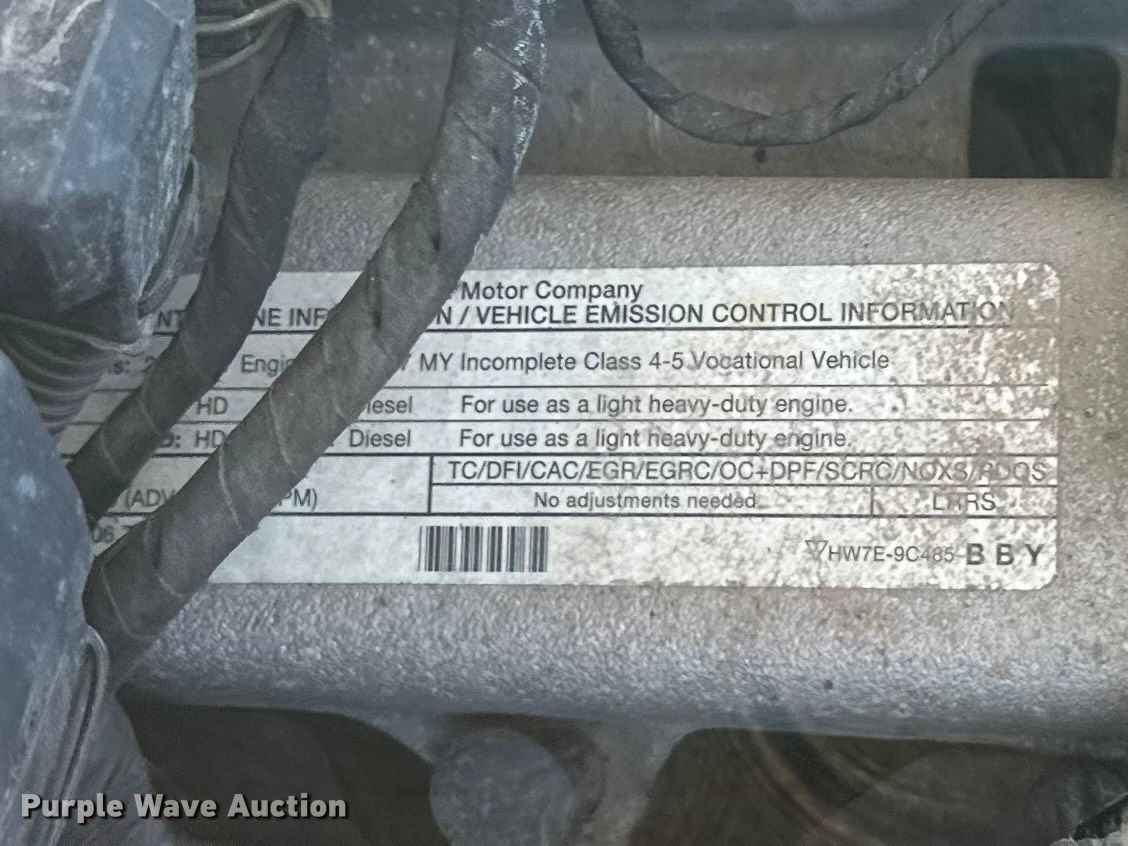 Motor Company
/ VEHICLE EMISSION CONTROL INFORMATION
MY Incomplete Class 4-5 Vocational Vehicle
HD For use as a light heavy-duty engine.
HD Diesel For use as a light heavy-duty engine.
TC/DFI/CAC/EGR/EGRC/OC+DPF/SCRC/NOXS/ADQS
No adjustments needed.
HW7E-9C485-BBY
Purple Wave Auction